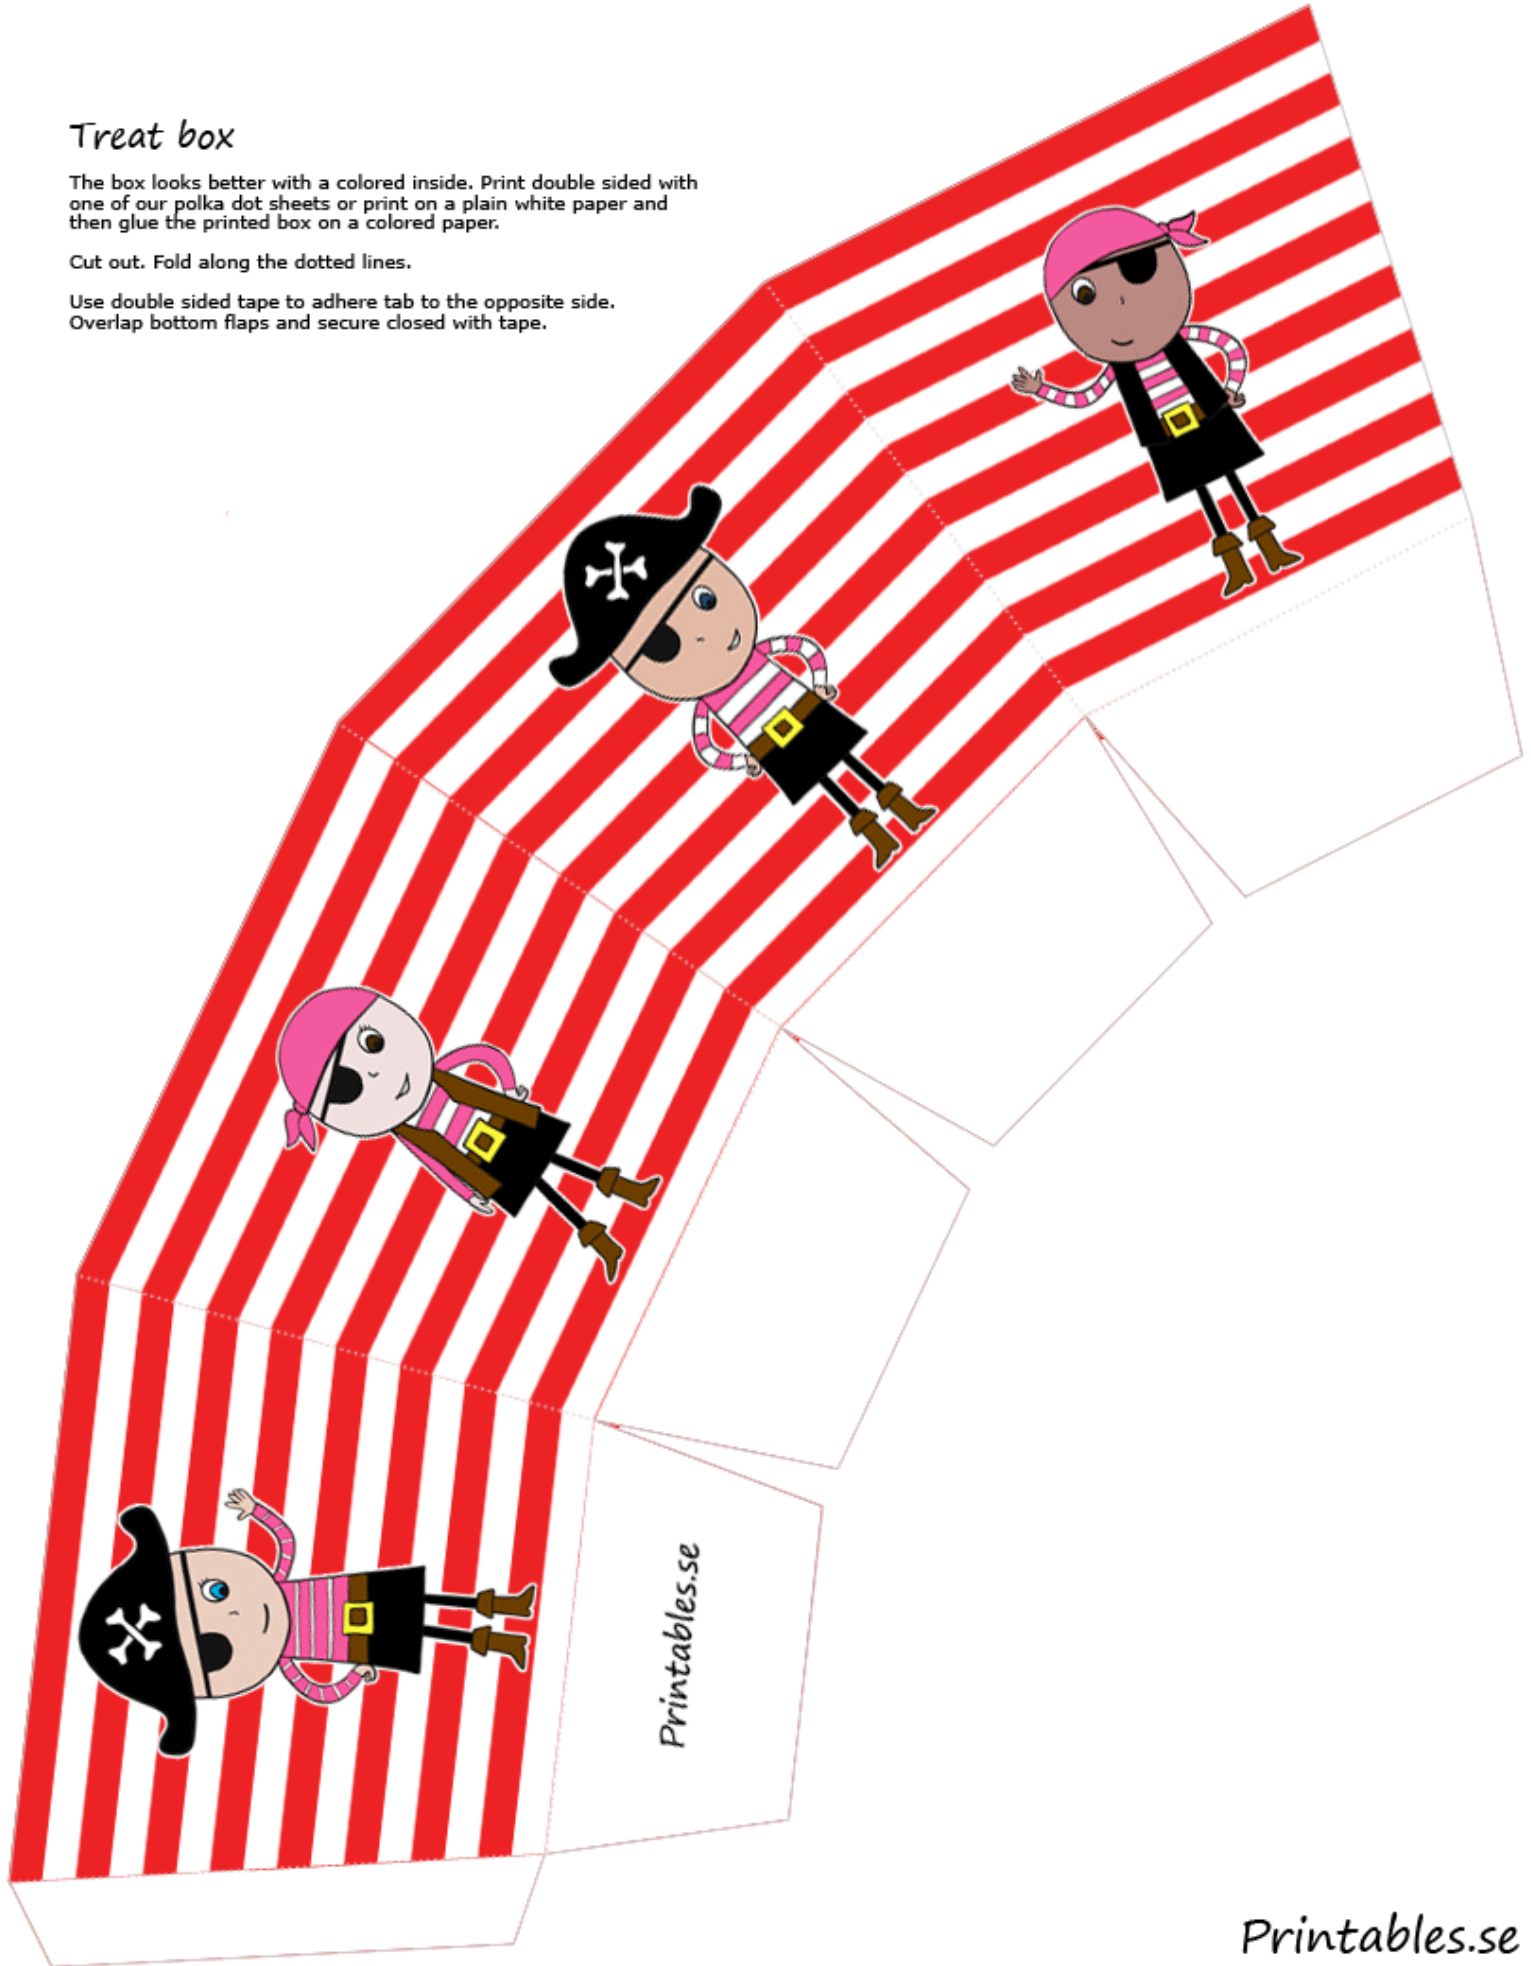 Treat box
The box looks better with a colored inside. Print double sided with
one of our polka dot sheets or print on a plain white paper and
then glue the printed box on a colored paper.
Cut out. Fold along the dotted lines.
Use double sided tape to adhere tab to the opposite side.
Overlap bottom flaps and secure closed with tape.
Printables.se
Printables.se